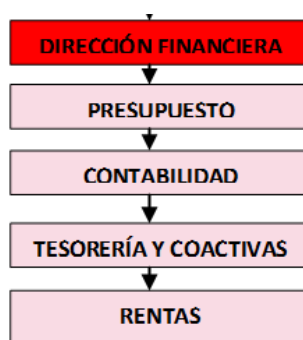 DIRECCIÓN FINANCIERA
PRESUPUESTO
CONTABILIDAD
TESORERÍA Y COACTIVAS
RENTAS